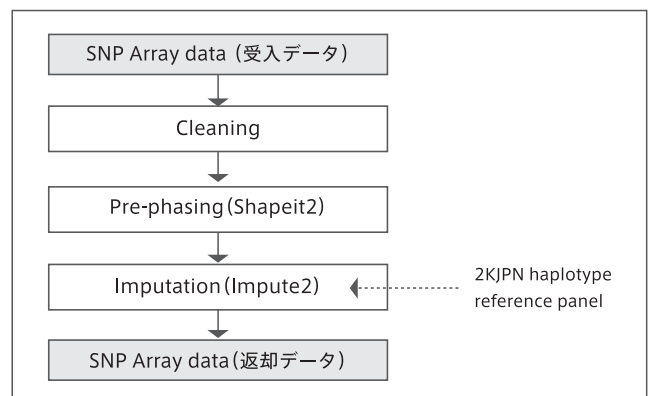 SNP Array data (受入データ)
Cleaning
Pre-phasing(Shapeit2)
Imputation(Impute2)
2KJPN haplotype
reference panel
SNP Array data(返却データ)